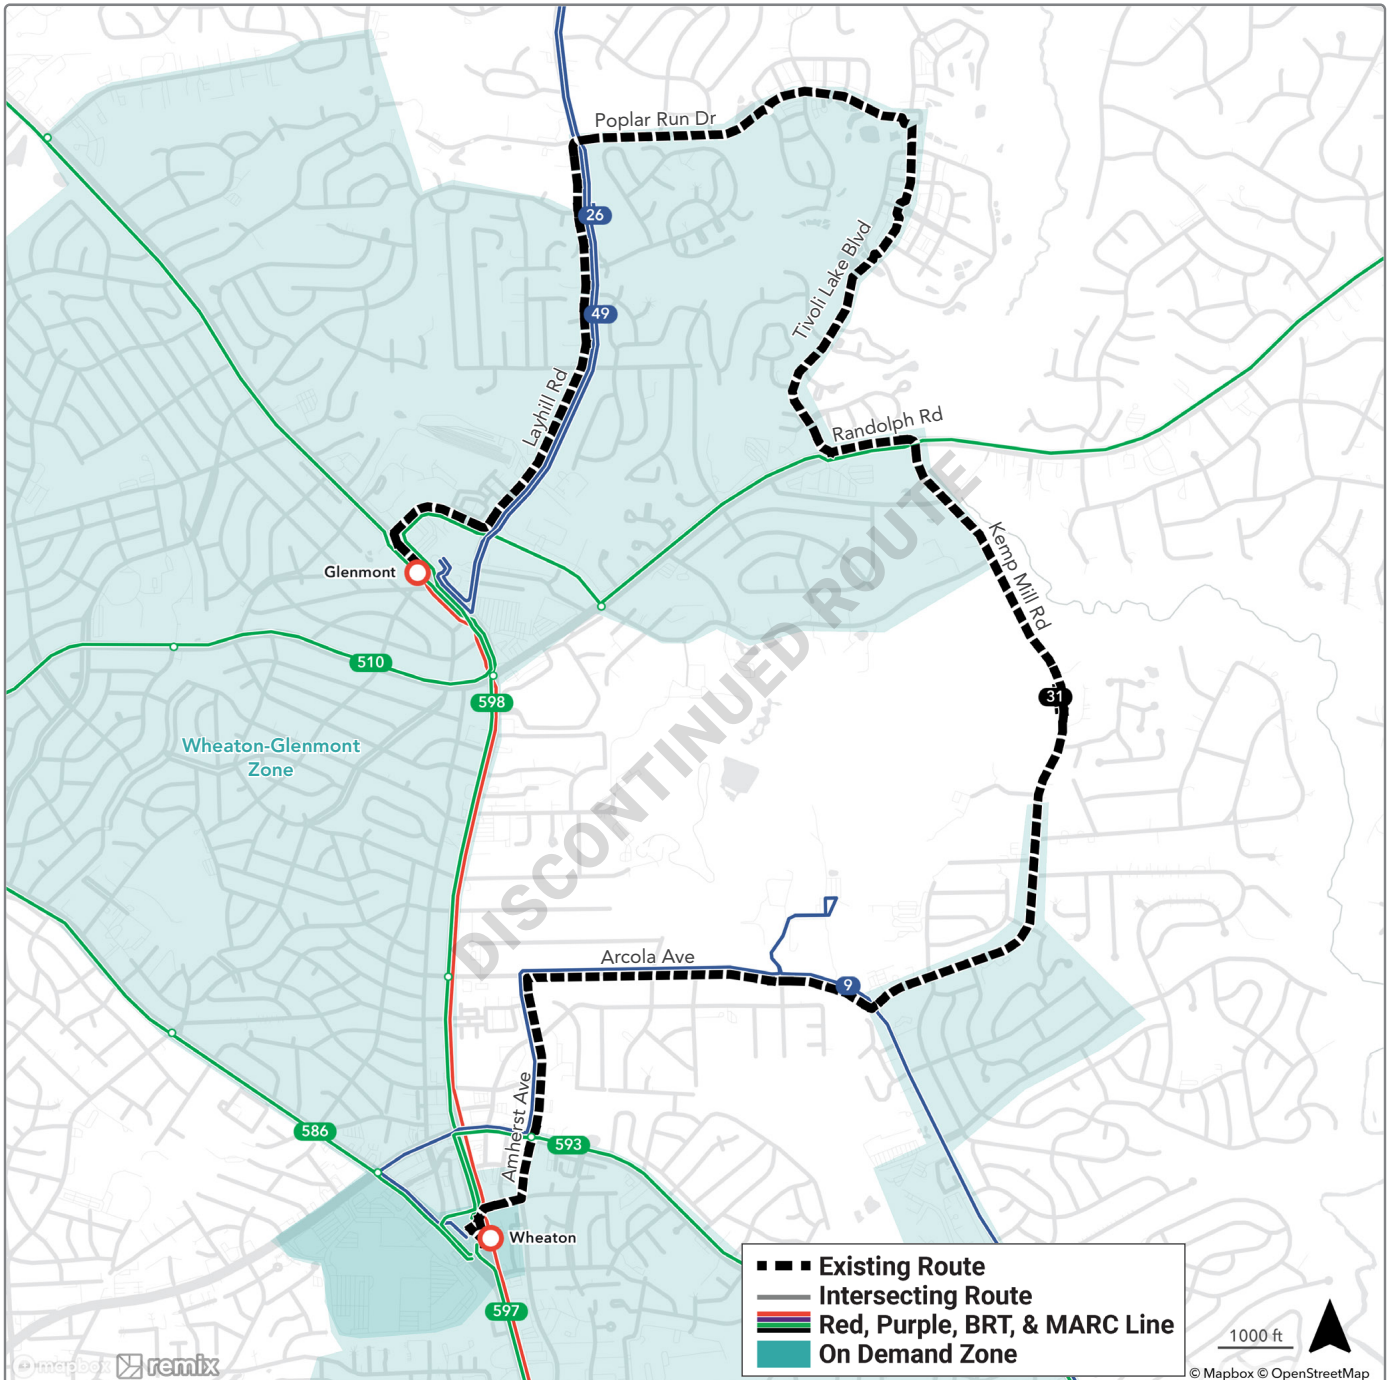 Poplar Run Dr
26
Tivoli Lake Blvd
49
Layhill Rd
Randolph Rd
Kemp Mill Rd
Glenmont
510
598
31
Wheaton-Glenmont
Zone
DISCONTINUED ROUTE
Arcola Ave
9
Amherst Ave
586
593
Wheaton
597
Existing Route
Intersecting Route
Red, Purple, BRT, & MARC Line
On Demand Zone
1000 ft
mapbox remix
© Mapbox © OpenStreetMap